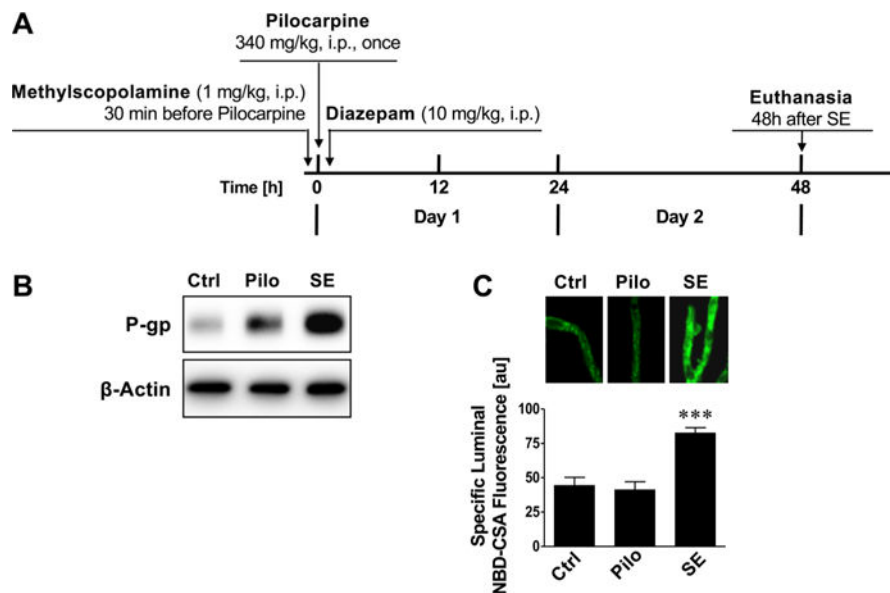 A
Pilocarpine
340 mg/kg, i.p., once
Methylscopolamine (1 mg/kg, i.p.)
30 min before Pilocarpine
Diazepam (10 mg/kg, i.p.)
Euthanasia
48h after SE
Time [h] 0 12 24 48
Day 1 Day 2
B
Ctrl Pilo SE
P-gp
β-Actin
C
Ctrl Pilo SE
Specific Luminal
NBD-CSA Fluorescence [au]
100
75
50
25
0
***
Ctrl Pilo SE